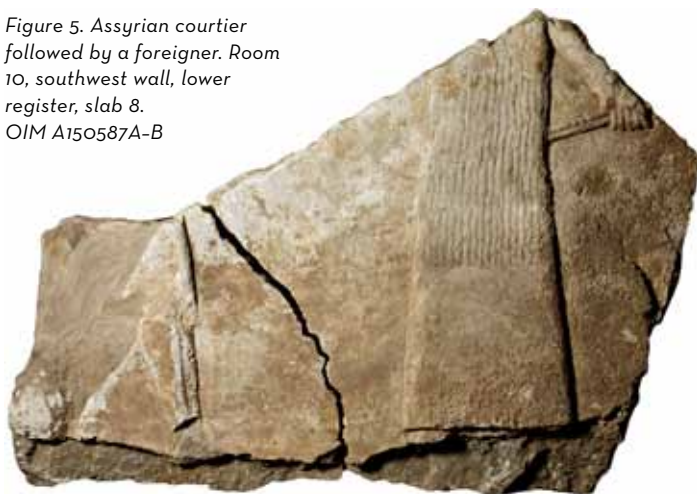 Figure 5. Assyrian courtier
followed by a foreigner. Room
10, southwest wall, lower
register, slab 8.
OIM A150587A–B